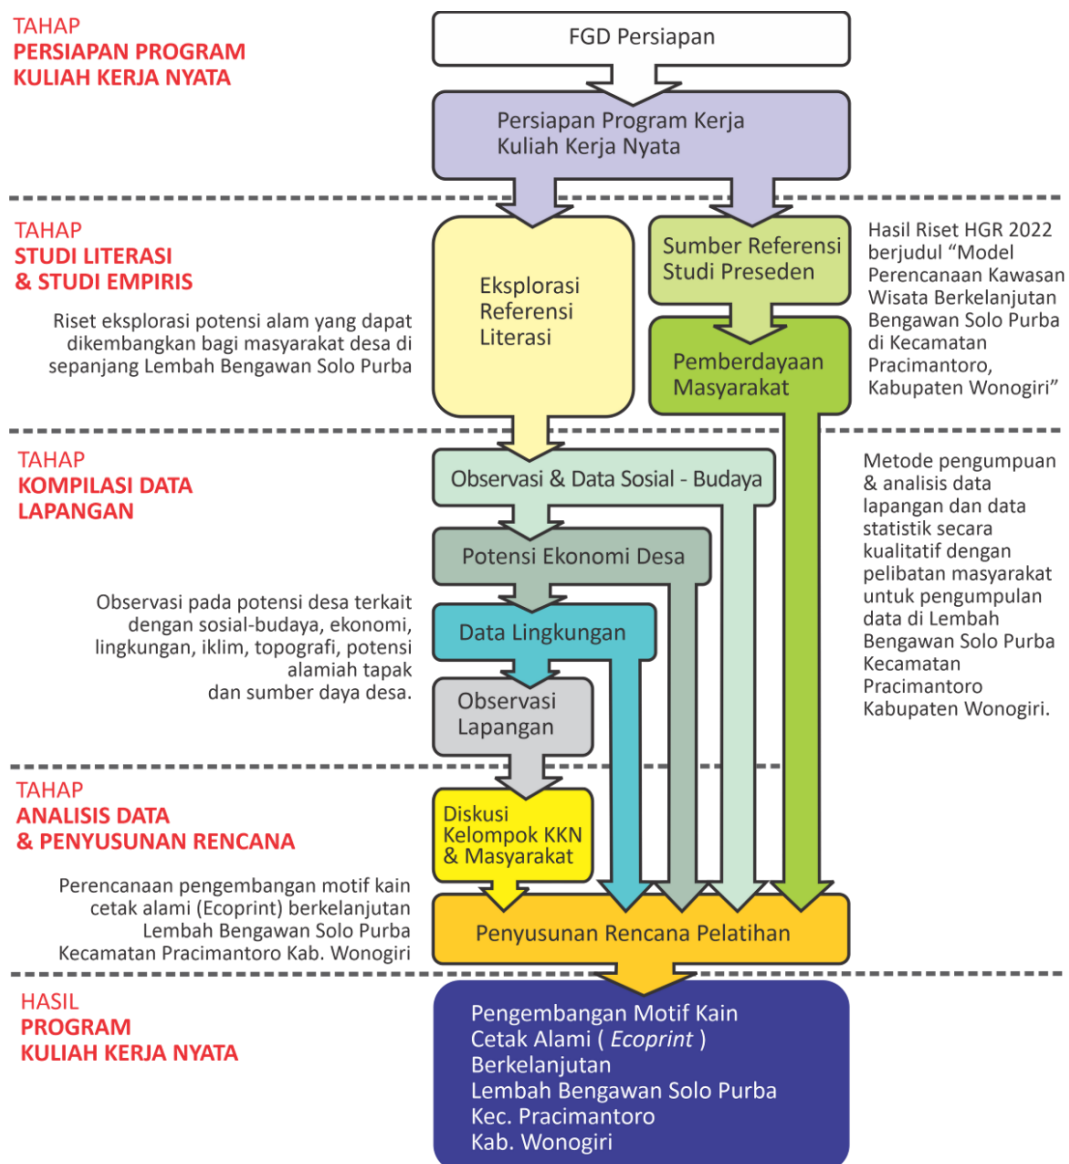 TAHAP
PERSIAPAN PROGRAM
KULIAH KERJA NYATA
FGD Persiapan
Persiapan Program Kerja
Kuliah Kerja Nyata
TAHAP
STUDI LITERASI
& STUDI EMPIRIS
Riset eksplorasi potensi alam yang dapat
dikembangkan bagi masyarakat desa di
sepanjang Lembah Bengawan Solo Purba
Eksplorasi
Referensi
Literasi
Sumber Referensi
Studi Preseden
Pemberdayaan
Masyarakat
Hasil Riset HGR 2022
berjudul “Model
Perencanaan Kawasan
Wisata Berkelanjutan
Bengawan Solo Purba
di Kecamatan
Pracimantoro,
Kabupaten Wonogiri”
TAHAP
KOMPILASI DATA
LAPANGAN
Observasi pada potensi desa terkait
dengan sosial-budaya, ekonomi,
lingkungan, iklim, topografi, potensi
alamiah tapak
dan sumber daya desa.
Observasi & Data Sosial - Budaya
Potensi Ekonomi Desa
Data Lingkungan
Observasi
Lapangan
Metode pengumpuan
& analisis data
lapangan dan data
statistik secara
kualitatif dengan
pelibatan masyarakat
untuk pengumpulan
data di Lembah
Bengawan Solo Purba
Kecamatan
Pracimantoro
Kabupaten Wonogiri.
TAHAP
ANALISIS DATA
& PENYUSUNAN RENCANA
Perencanaan pengembangan motif kain
cetak alami (Ecoprint) berkelanjutan
Lembah Bengawan Solo Purba
Kecamatan Pracimantoro Kab. Wonogiri
Diskusi
Kelompok KKN
& Masyarakat
Penyusunan Rencana Pelatihan
HASIL
PROGRAM
KULIAH KERJA NYATA
Pengembangan Motif Kain
Cetak Alami ( Ecoprint )
Berkelanjutan
Lembah Bengawan Solo Purba
Kec. Pracimantoro
Kab. Wonogiri